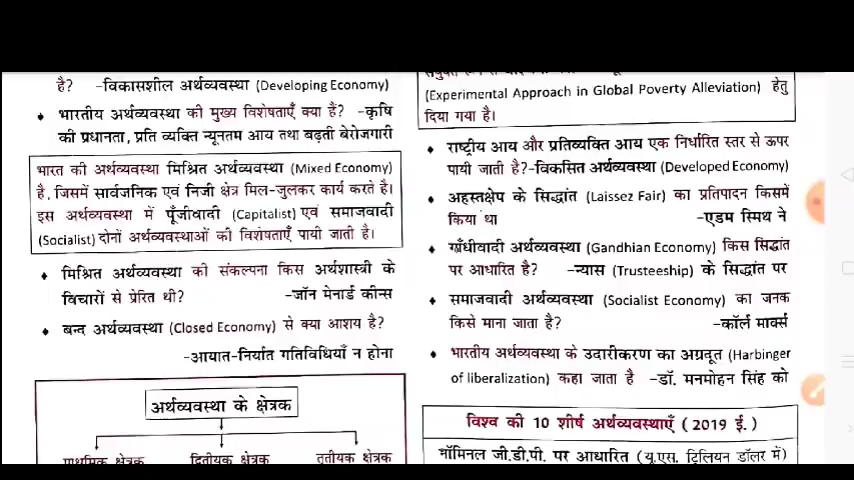 है? -विकासशील अर्थव्यवस्था (Developing Economy)
♦ भारतीय अर्थव्यवस्था की मुख्य विशेषताएँ क्या है? -कृषि
की प्रधानता, प्रति व्यक्ति न्यूनतम आय तथा बढ़ती बेरोजगारी
भारत की अर्थव्यवस्था मिश्रित अर्थव्यवस्था (Mixed Economy)
है, जिसमें सार्वजनिक एवं निजी क्षेत्र मिल-जुलकर कार्य करते है।
इस अर्थव्यवस्था में पूँजीवादी (Capitalist) एवं समाजवादी
(Socialist) दोनों अर्थव्यवस्थाओं की विशेषताएँ पायी जाती है।
♦ मिश्रित अर्थव्यवस्था की संकल्पना किस अर्थशास्त्री के
विचारों से प्रेरित थी? -जॉन मेनार्ड कीन्स
♦ बन्द अर्थव्यवस्था (Closed Economy) से क्या आशय है?
-आयात-निर्यात गतिविधियाँ न होना
अर्थव्यवस्था के क्षेत्रक
प्राथमिक क्षेत्रक द्वितीयक क्षेत्रक तृतीयक क्षेत्रक
(Experimental Approach in Global Poverty Alleviation) हेतु
दिया गया है।
♦ राष्ट्रीय आय और प्रतिव्यक्ति आय एक निर्धारित स्तर से ऊपर
पायी जाती है?-विकसित अर्थव्यवस्था (Developed Economy)
♦ अहस्तक्षेप के सिद्धांत (Laissez Fair) का प्रतिपादन किसमें
किया था -एडम स्मिथ ने
♦ गाँधीवादी अर्थव्यवस्था (Gandhian Economy) किस सिद्धांत
पर आधारित है? -न्यास (Trusteeship) के सिद्धांत पर
♦ समाजवादी अर्थव्यवस्था (Socialist Economy) का जनक
किसे माना जाता है? -कॉर्ल मार्क्स
♦ भारतीय अर्थव्यवस्था के उदारीकरण का अग्रदूत (Harbinger
of liberalization) कहा जाता है -डॉ. मनमोहन सिंह को
विश्व की 10 शीर्ष अर्थव्यवस्थाएँ (2019 ई.)
नॉमिनल जी.डी.पी. पर आधारित (यू.एस. ट्रिलियन डॉलर में)